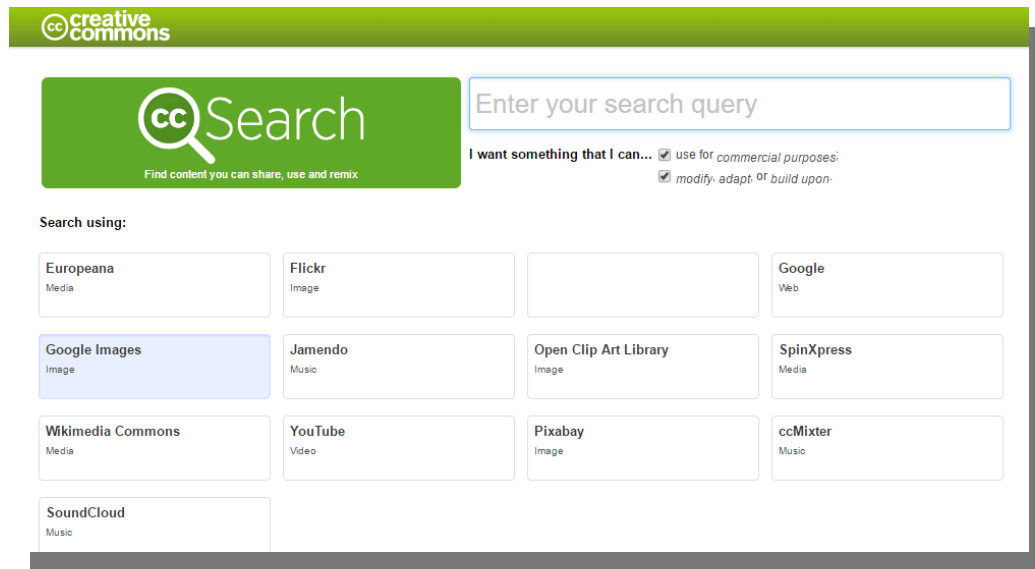 cc creative commons
cc Search
Find content you can share, use and remix
Enter your search query
I want something that I can... use for commercial purposes;
modify, adapt, or build upon.
Search using:
Europeana
Media
Flickr
Image
Google
Web
Google Images
Image
Jamendo
Music
Open Clip Art Library
Image
SpinXpress
Media
Wikimedia Commons
Media
YouTube
Video
Pixabay
Image
ccMixter
Music
SoundCloud
Music